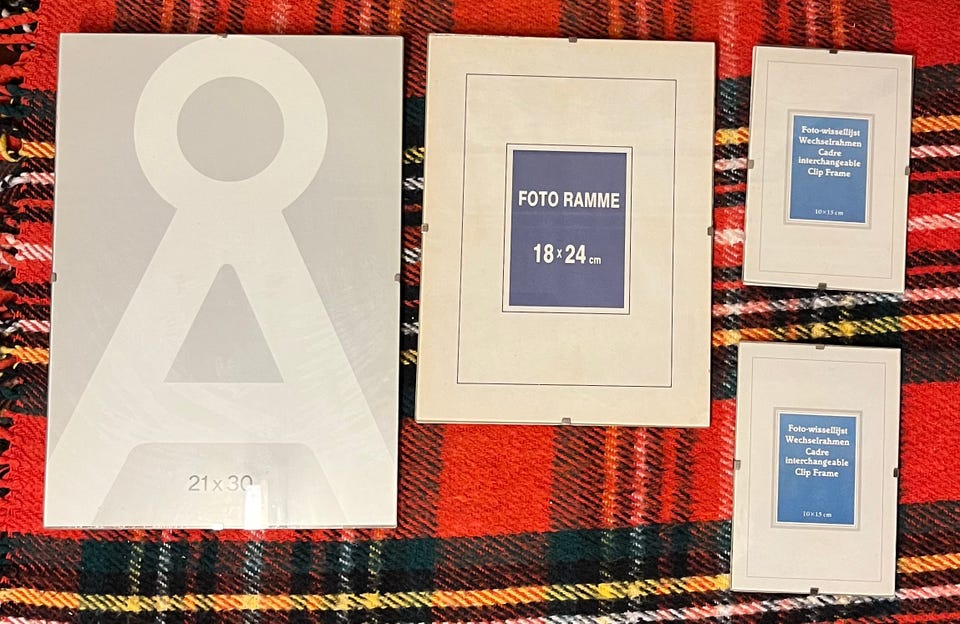 Å
21 x 30
FOTO RAMME
18 x 24 cm
Foto-wissellijst
Wechselrahmen
Cadre
interchangeable
Clip Frame
10 × 15 cm
Foto-wissellijst
Wechselrahmen
Cadre
interchangeable
Clip Frame
10 × 15 cm